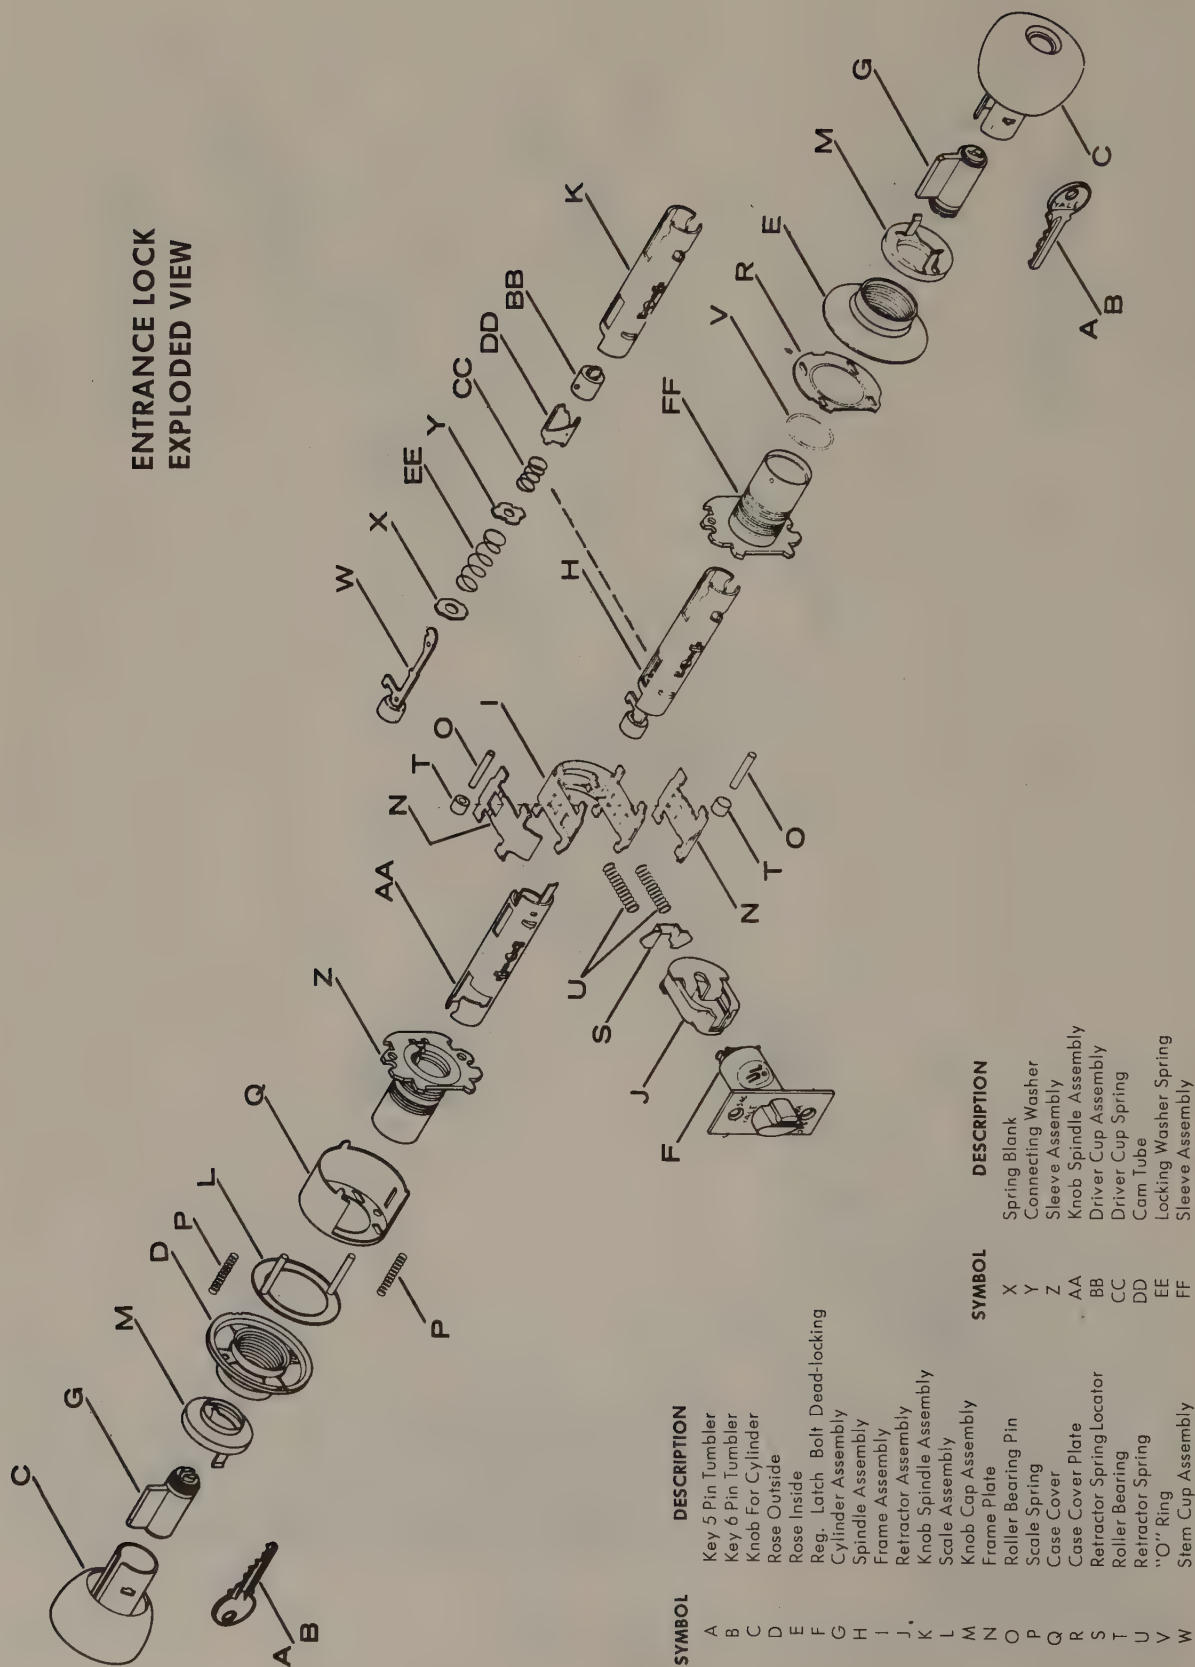 ENTRANCE LOCK
EXPLODED VIEW
C
G
M
D
P
L
Q
Z
AA
N
T
O
W
X
EE
Y
CC
DD
BB
K
A
B
P
I
H
FF
V
R
E
M
G
C
U
S
J
F
N
T
O
A
B
YALE
SYMBOL DESCRIPTION
A Key 5 Pin Tumbler
B Key 6 Pin Tumbler
C Knob For Cylinder
D Rose Outside
E Rose Inside
F Reg. Latch Bolt Dead-locking
G Cylinder Assembly
H Spindle Assembly
I Frame Assembly
J. Retractor Assembly
K Knob Spindle Assembly
L Scale Assembly
M Knob Cap Assembly
N Frame Plate
O Roller Bearing Pin
P Scale Spring
Q Case Cover
R Case Cover Plate
S Retractor Spring Locator
T Roller Bearing
U Retractor Spring
V "O" Ring
W Stem Cup Assembly
SYMBOL DESCRIPTION
X Spring Blank
Y Connecting Washer
Z Sleeve Assembly
AA Knob Spindle Assembly
BB Driver Cup Assembly
CC Driver Cup Spring
DD Cam Tube
EE Locking Washer Spring
FF Sleeve Assembly